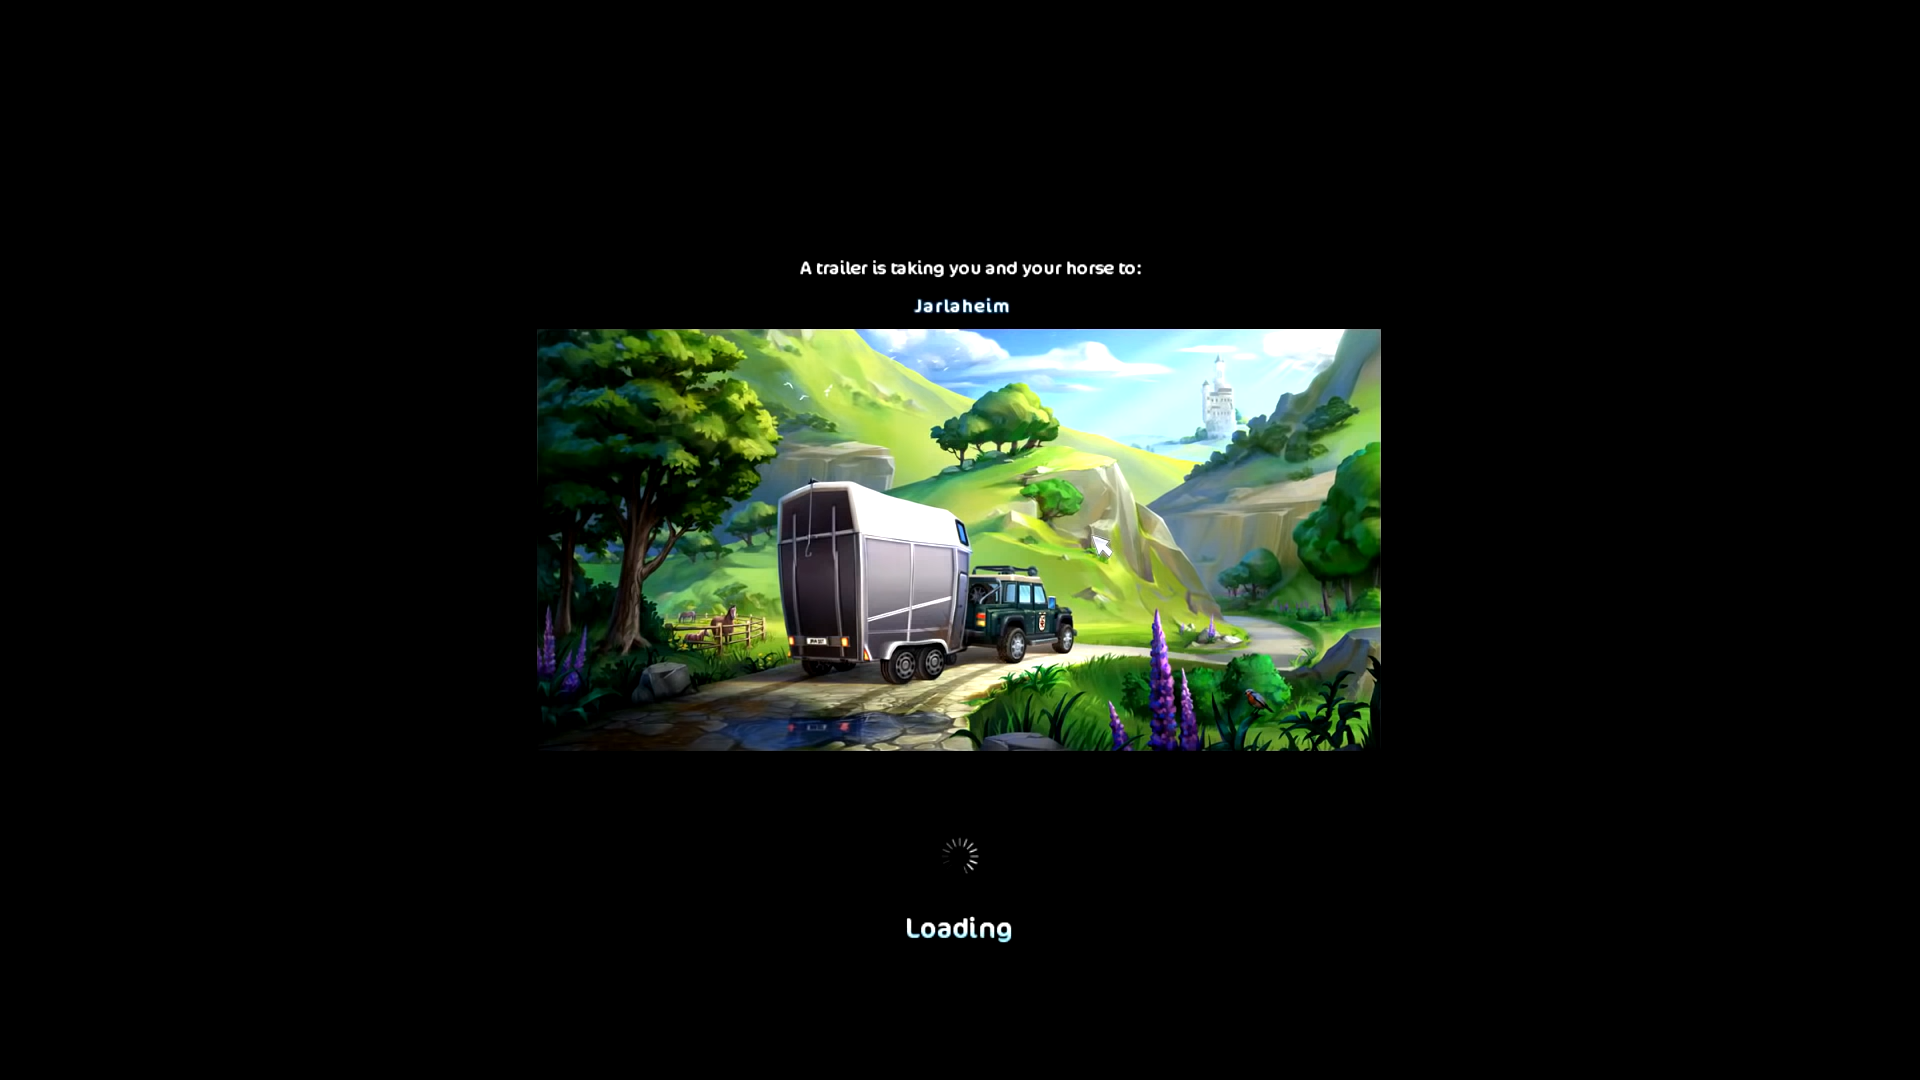 A trailer is taking you and your horse to:
Jarlaheim
Loading